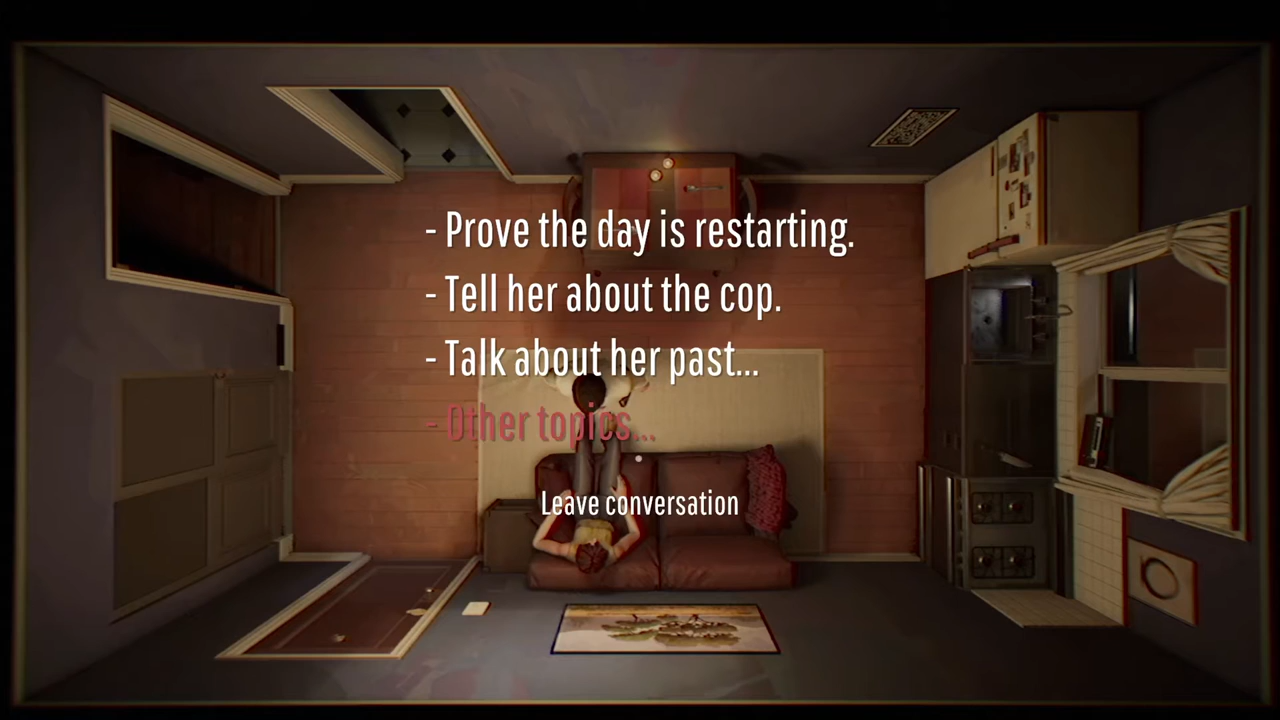 - Prove the day is restarting.
- Tell her about the cop.
- Talk about her past...
- Other topics...
Leave conversation